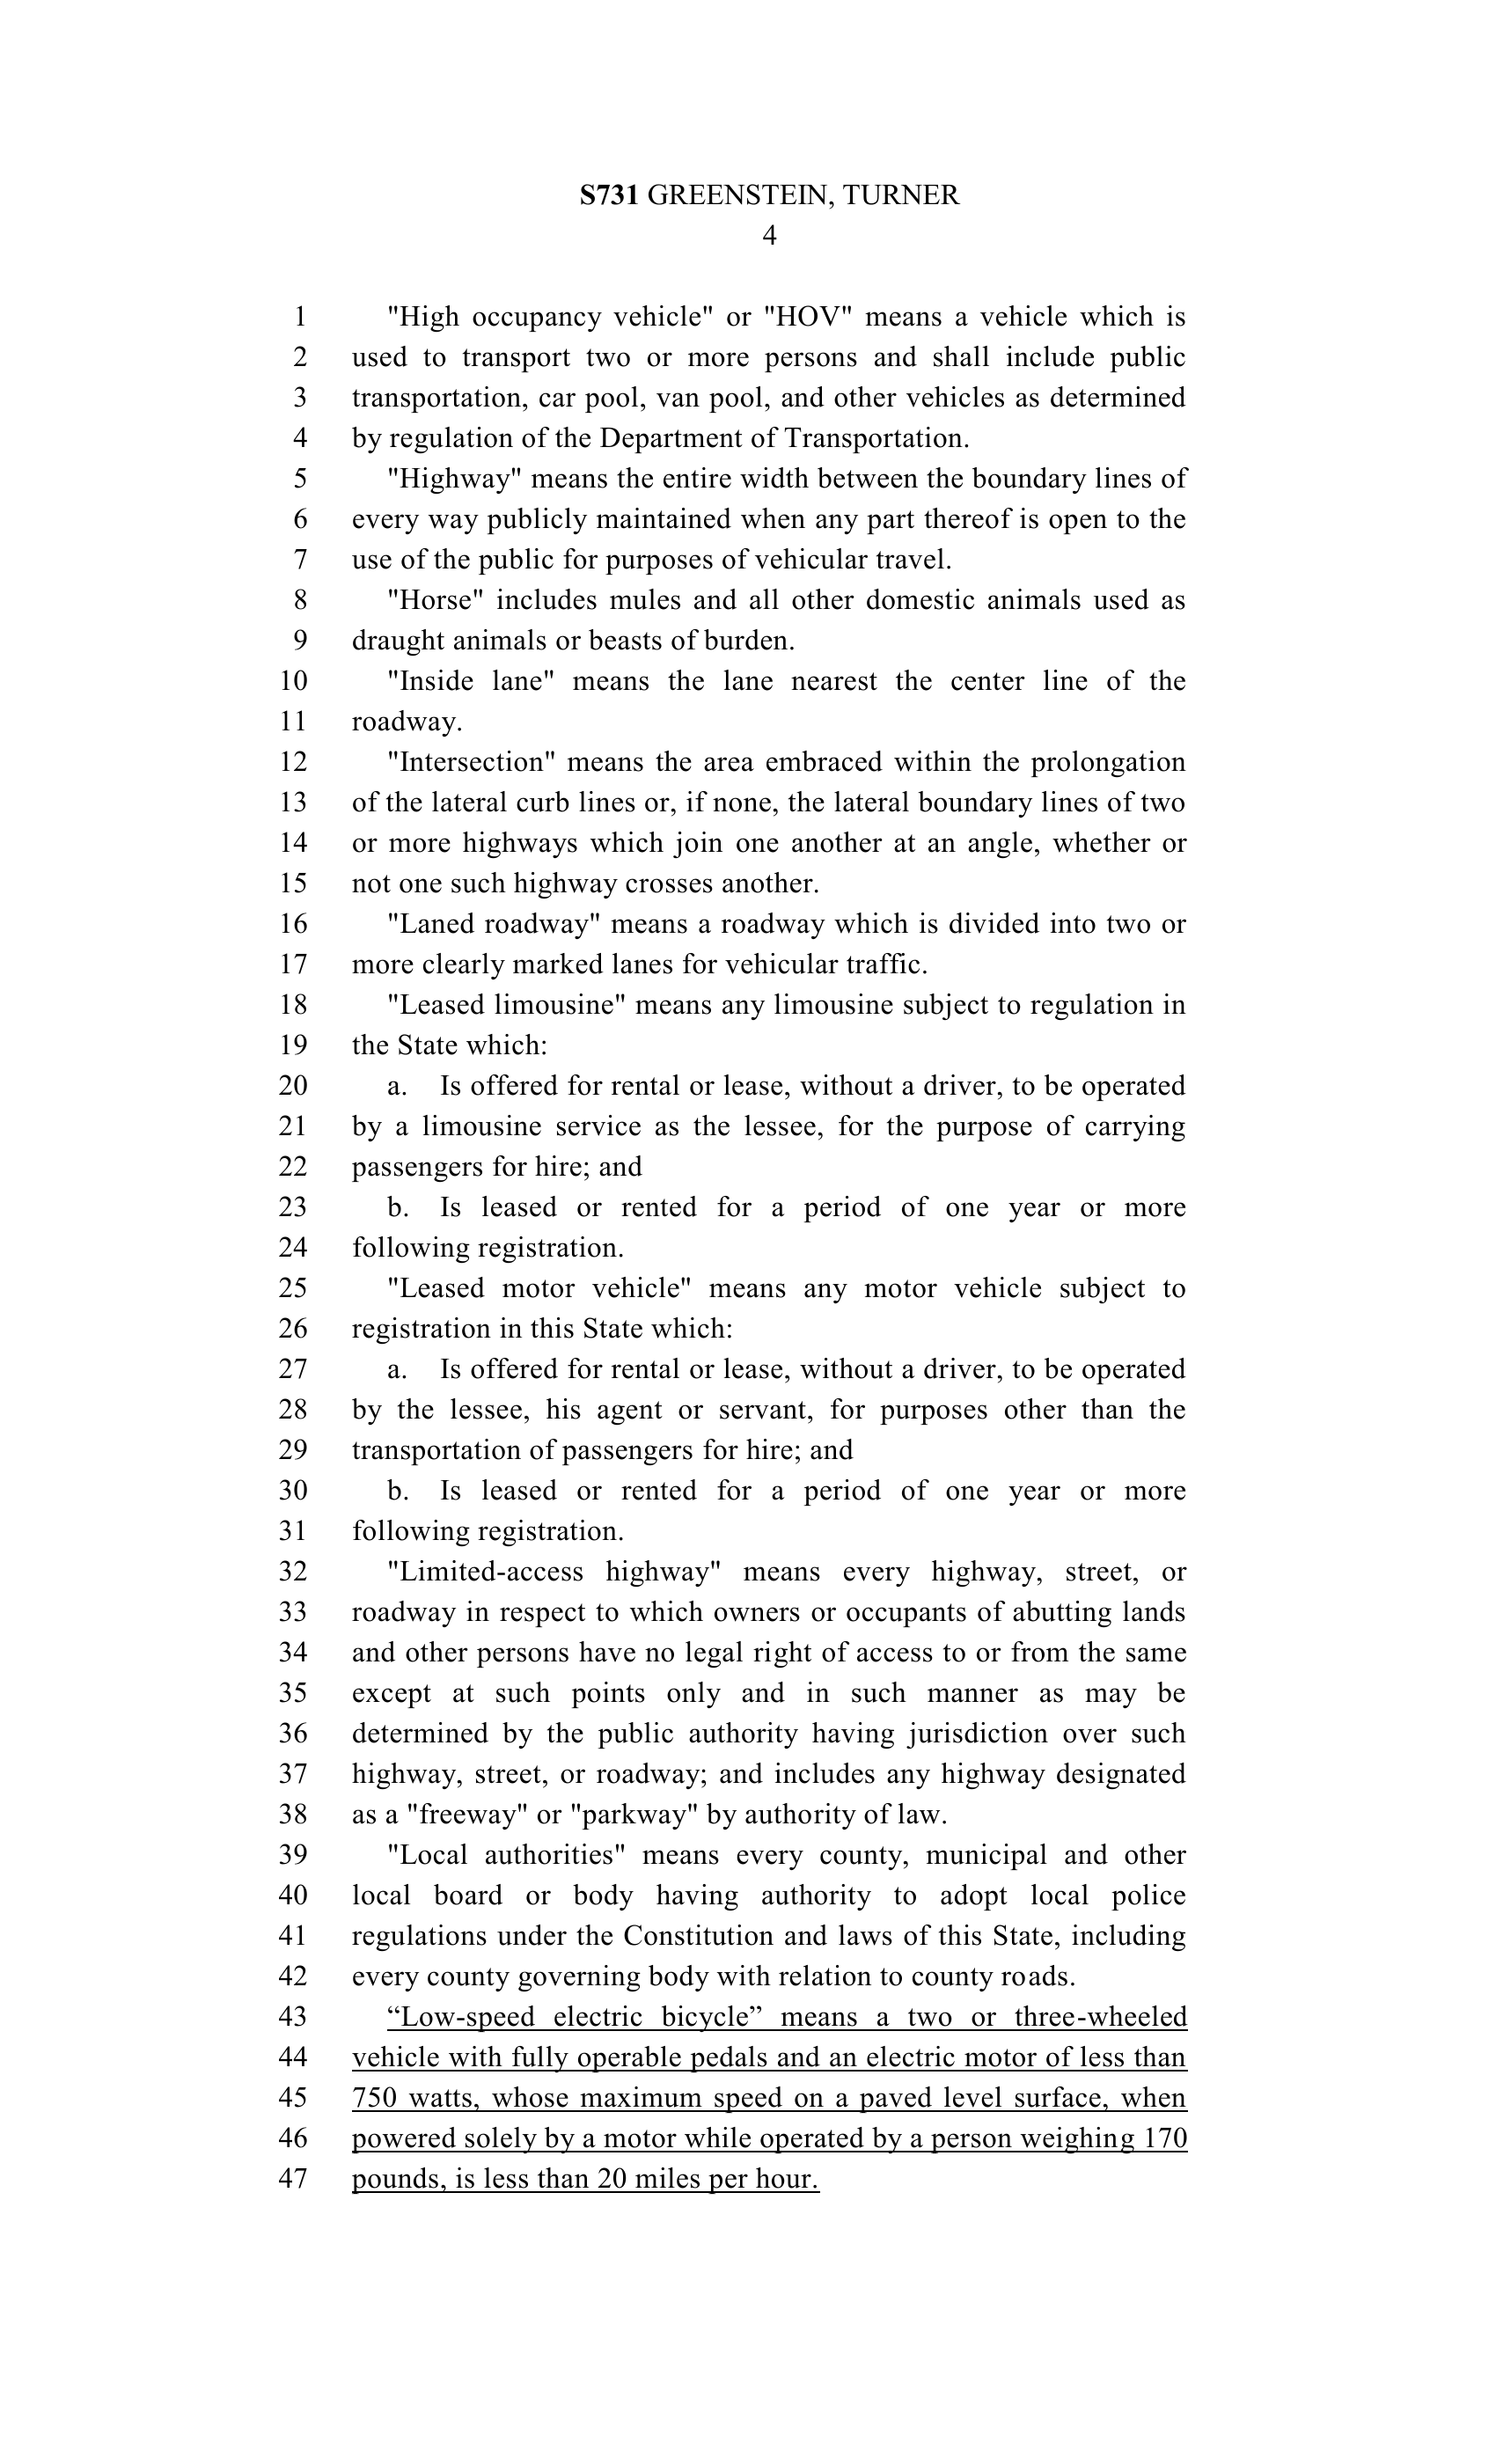 S731 GREENSTEIN, TURNER
4
1 "High occupancy vehicle" or "HOV" means a vehicle which is
2 used to transport two or more persons and shall include public
3 transportation, car pool, van pool, and other vehicles as determined
4 by regulation of the Department of Transportation.
5 "Highway" means the entire width between the boundary lines of
6 every way publicly maintained when any part thereof is open to the
7 use of the public for purposes of vehicular travel.
8 "Horse" includes mules and all other domestic animals used as
9 draught animals or beasts of burden.
10 "Inside lane" means the lane nearest the center line of the
11 roadway.
12 "Intersection" means the area embraced within the prolongation
13 of the lateral curb lines or, if none, the lateral boundary lines of two
14 or more highways which join one another at an angle, whether or
15 not one such highway crosses another.
16 "Laned roadway" means a roadway which is divided into two or
17 more clearly marked lanes for vehicular traffic.
18 "Leased limousine" means any limousine subject to regulation in
19 the State which:
20 a. Is offered for rental or lease, without a driver, to be operated
21 by a limousine service as the lessee, for the purpose of carrying
22 passengers for hire; and
23 b. Is leased or rented for a period of one year or more
24 following registration.
25 "Leased motor vehicle" means any motor vehicle subject to
26 registration in this State which:
27 a. Is offered for rental or lease, without a driver, to be operated
28 by the lessee, his agent or servant, for purposes other than the
29 transportation of passengers for hire; and
30 b. Is leased or rented for a period of one year or more
31 following registration.
32 "Limited-access highway" means every highway, street, or
33 roadway in respect to which owners or occupants of abutting lands
34 and other persons have no legal right of access to or from the same
35 except at such points only and in such manner as may be
36 determined by the public authority having jurisdiction over such
37 highway, street, or roadway; and includes any highway designated
38 as a "freeway" or "parkway" by authority of law.
39 "Local authorities" means every county, municipal and other
40 local board or body having authority to adopt local police
41 regulations under the Constitution and laws of this State, including
42 every county governing body with relation to county roads.
43 “Low-speed electric bicycle” means a two or three-wheeled
44 vehicle with fully operable pedals and an electric motor of less than
45 750 watts, whose maximum speed on a paved level surface, when
46 powered solely by a motor while operated by a person weighing 170
47 pounds, is less than 20 miles per hour.